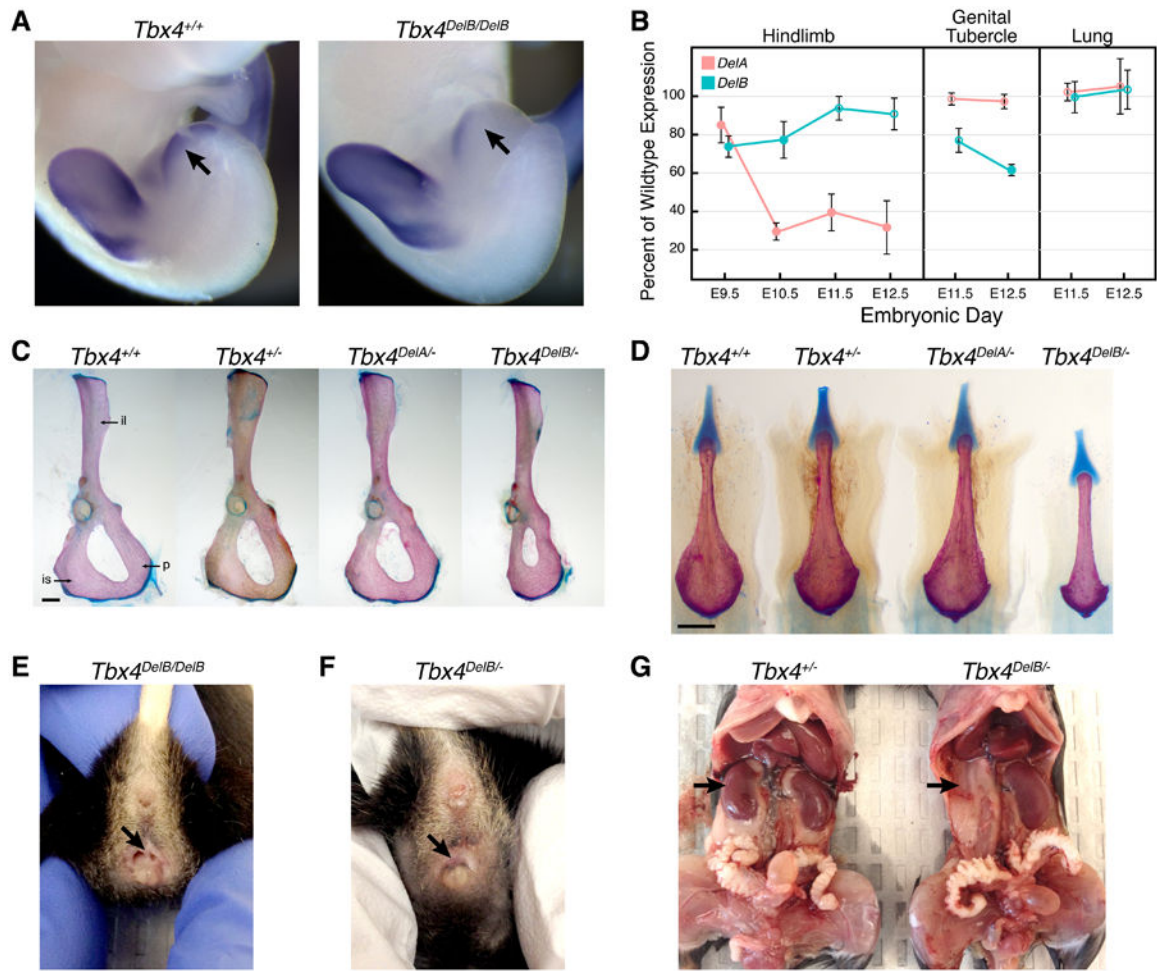 A
Tbx4+/+
Tbx4DelB/DelB
B
Hindlimb
Genital
Tubercle
Lung
DelA
DelB
Percent of Wildtype Expression
100
80
60
40
20
E9.5
E10.5
E11.5
E12.5
E11.5
E12.5
E11.5
E12.5
Embryonic Day
C
Tbx4+/+
Tbx4+/-
Tbx4DelA/-
Tbx4DelB/-
il
is
p
D
Tbx4+/+
Tbx4+/-
Tbx4DelA/-
Tbx4DelB/-
E
Tbx4DelB/DelB
F
Tbx4DelB/-
G
Tbx4+/-
Tbx4DelB/-